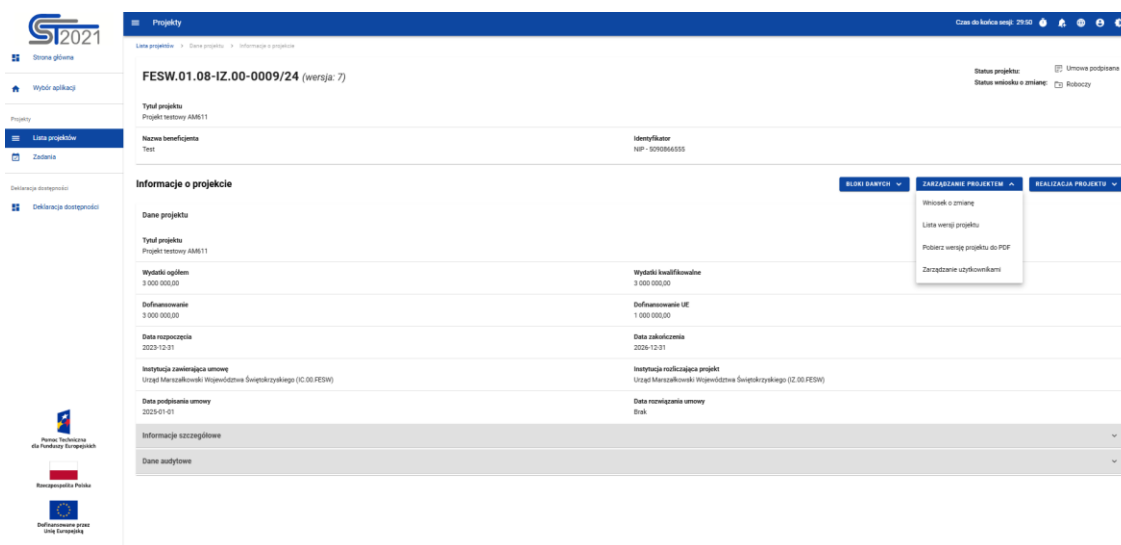 CST2021
Strona główna
Wybór aplikacji
Projekty
Lista projektów
Zadania
Deklaracja dostępności
Deklaracja dostępności
Pomoc Techniczna
dla Funduszy Europejskich
Rzeczpospolita Polska
Dofinansowane przez
Unię Europejską
Projekty
Czas do końca sesji: 29:50
Lista projektów > Dane projektu > Informacje o projekcie
FESW.01.08-IZ.00-0009/24 (wersja: 7)
Status projektu: Umowa podpisana
Status wniosku o zmianę: Roboczy
Tytuł projektu
Projekt testowy AM611
Nazwa beneficjenta Identyfikator
Test NIP - 5090866555
Informacje o projekcie
BLOKI DANYCH ZARZĄDZANIE PROJEKTEM REALIZACJA PROJEKTU
Wniosek o zmianę
Lista wersji projektu
Pobierz wersję projektu do PDF
Zarządzanie użytkownikami
Dane projektu
Tytuł projektu
Projekt testowy AM611
Wydatki ogółem Wydatki kwalifikowalne
3 000 000,00 3 000 000,00
Dofinansowanie Dofinansowanie UE
3 000 000,00 1 000 000,00
Data rozpoczęcia Data zakończenia
2023-12-31 2026-12-31
Instytucja zawierająca umowę Instytucja rozliczająca projekt
Urząd Marszałkowski Województwa Świętokrzyskiego (IC.00.FESW) Urząd Marszałkowski Województwa Świętokrzyskiego (IZ.00.FESW)
Data podpisania umowy Data rozwiązania umowy
2025-01-01 Brak
Informacje szczegółowe
Dane audytowe